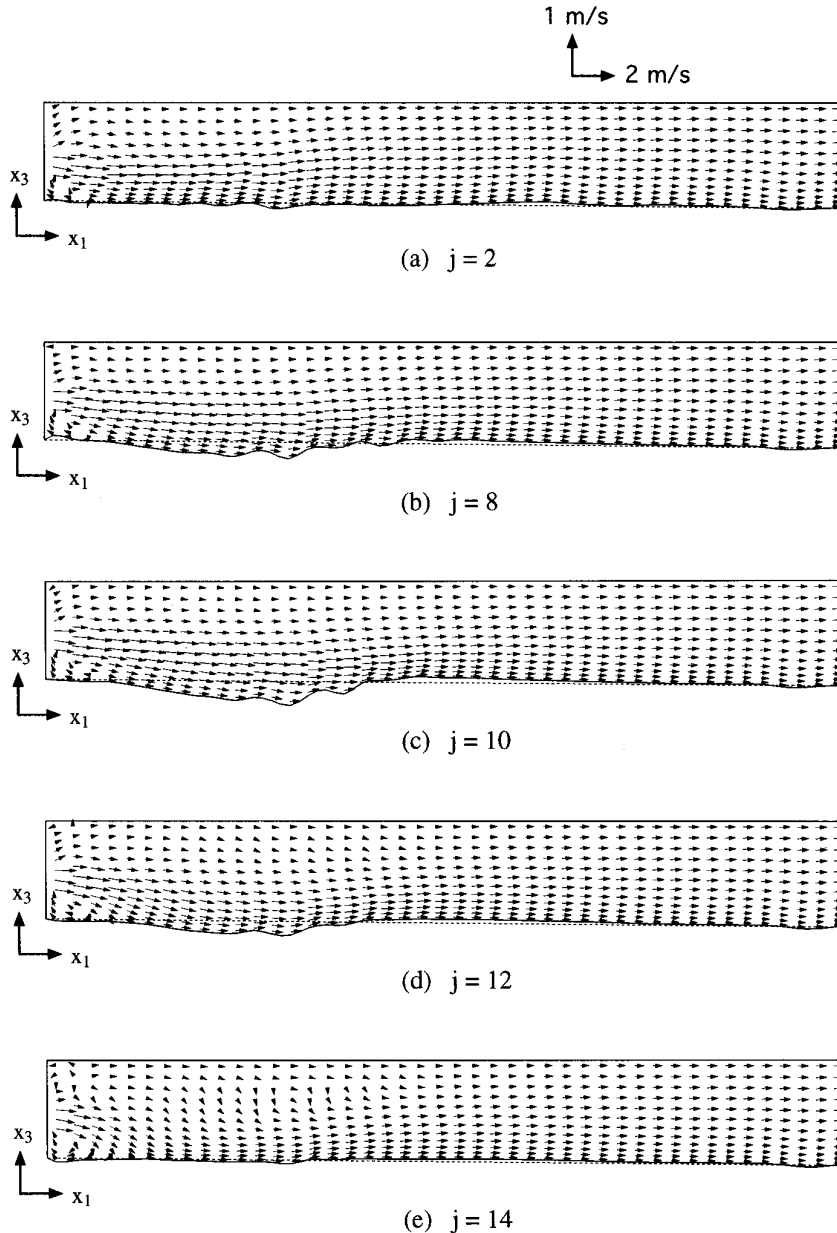 1 m/s
2 m/s
x3
x1
(a) j = 2
x3
x1
(b) j = 8
x3
x1
(c) j = 10
x3
x1
(d) j = 12
x3
x1
(e) j = 14